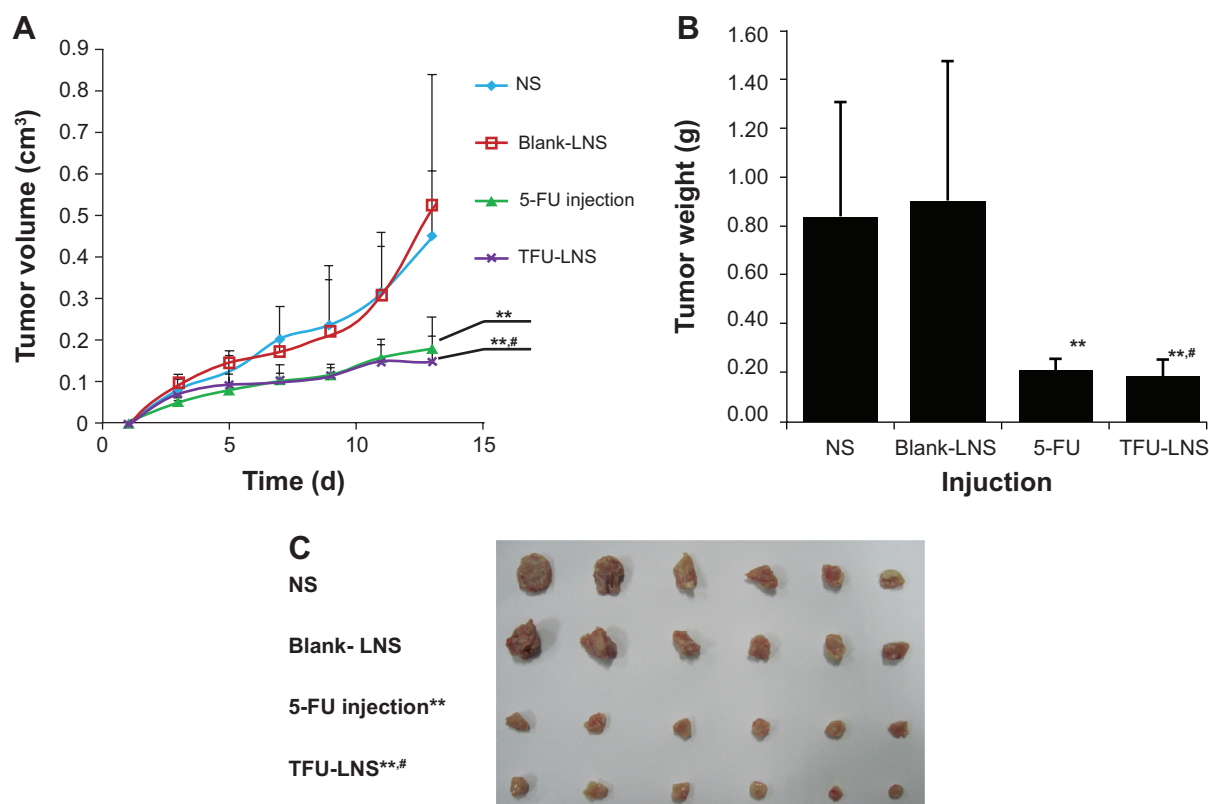 A
Tumor volume (cm³)
0.9
0.8
0.7
0.6
0.5
0.4
0.3
0.2
0.1
0
0
5
10
15
Time (d)
NS
Blank-LNS
5-FU injection
TFU-LNS
**
**,#
B
Tumor weight (g)
1.60
1.40
1.20
1.00
0.80
0.60
0.40
0.20
0.00
**
**,#
NS
Blank-LNS
5-FU
TFU-LNS
Injuction
C
NS
Blank- LNS
5-FU injection**
TFU-LNS**,#